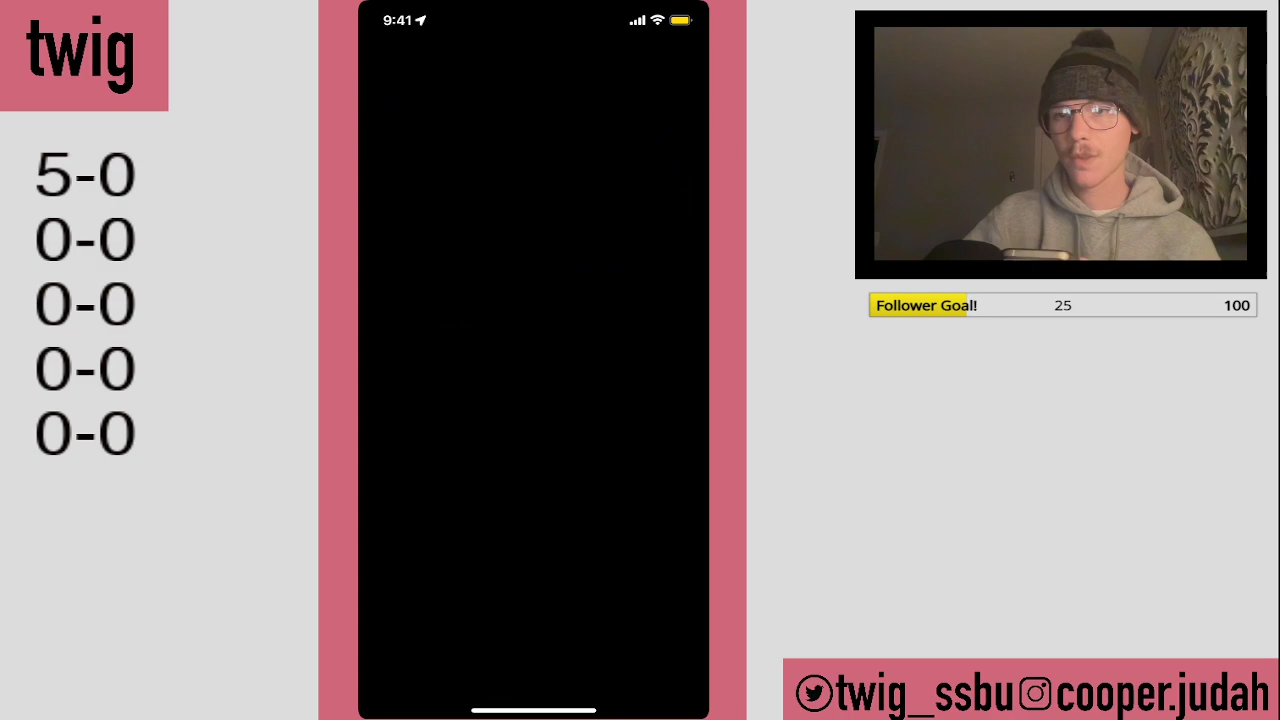 twig
5-0
0-0
0-0
0-0
0-0
9:41
Follower Goal! 25 100
twig_ssbu cooper.judah